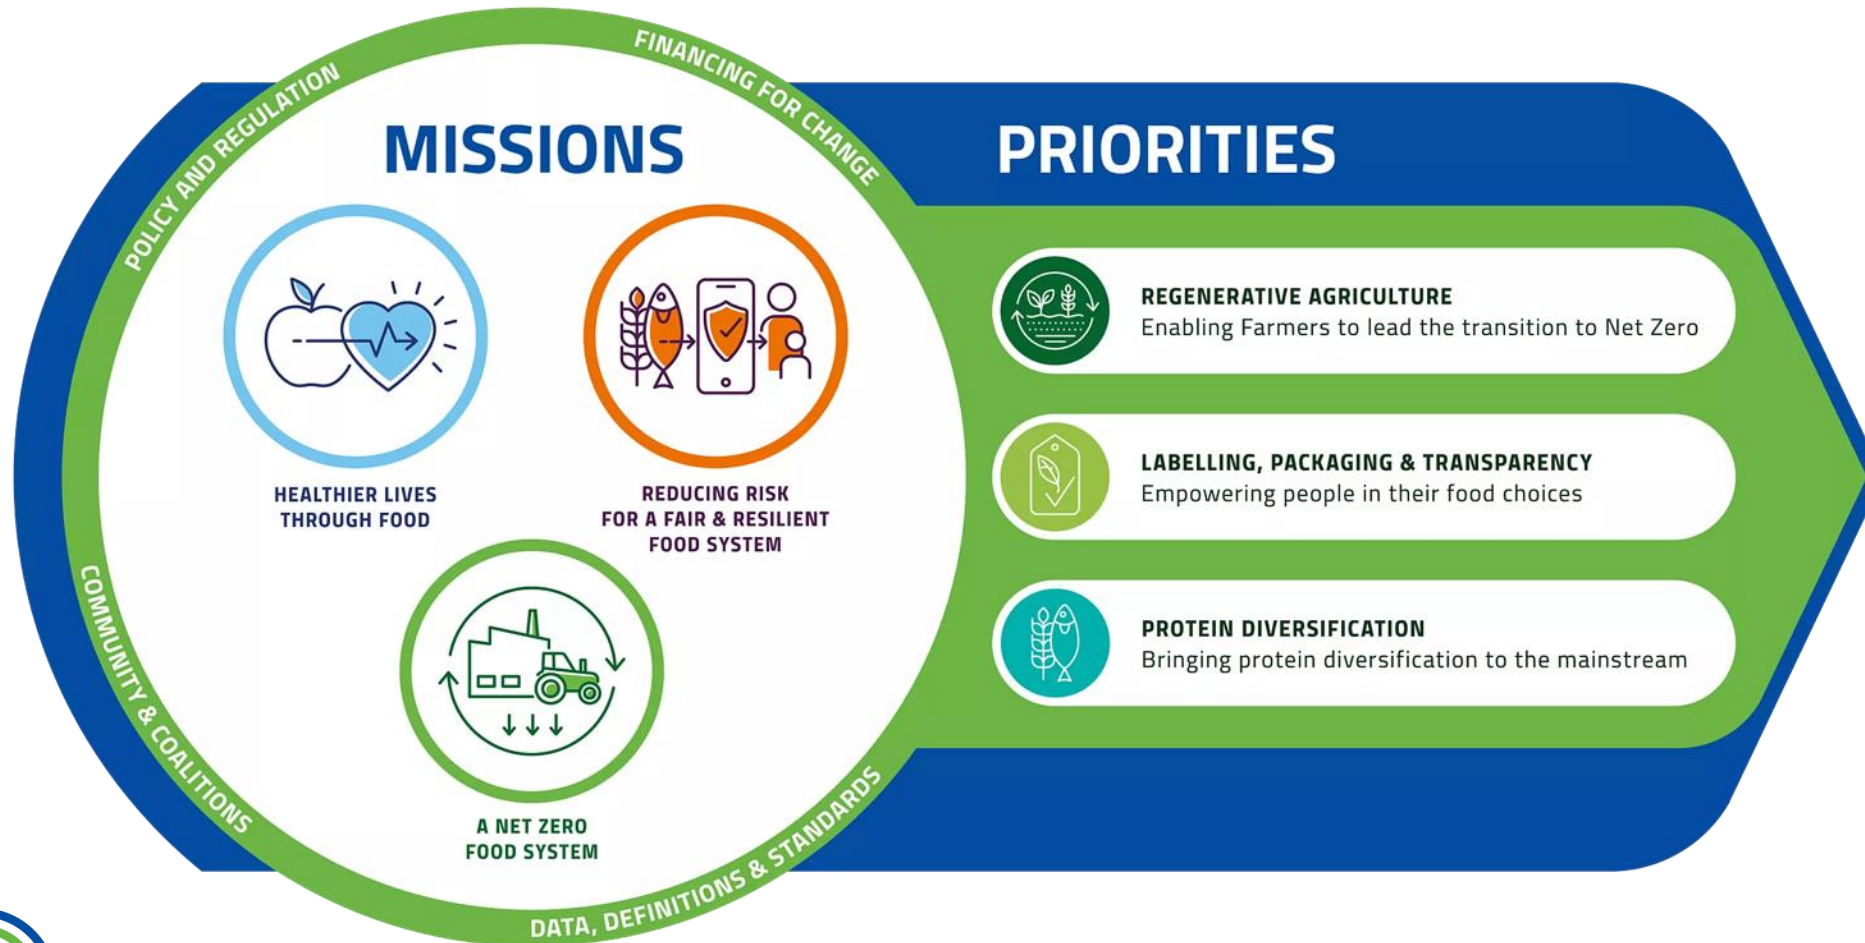 POLICY AND REGULATION
FINANCING FOR CHANGE
COMMUNITY & COALITIONS
DATA, DEFINITIONS & STANDARDS
MISSIONS
HEALTHIER LIVES
THROUGH FOOD
REDUCING RISK
FOR A FAIR & RESILIENT
FOOD SYSTEM
A NET ZERO
FOOD SYSTEM
PRIORITIES
REGENERATIVE AGRICULTURE
Enabling Farmers to lead the transition to Net Zero
LABELLING, PACKAGING & TRANSPARENCY
Empowering people in their food choices
PROTEIN DIVERSIFICATION
Bringing protein diversification to the mainstream